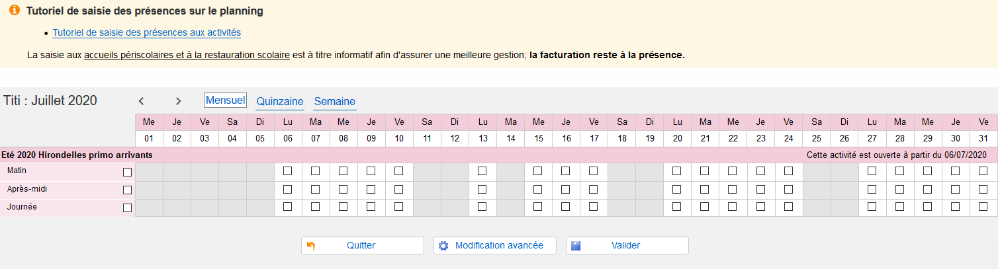 Tutoriel de saisie des présences sur le planning
Tutoriel de saisie des présences aux activités
La saisie aux accueils périscolaires et à la restauration scolaire est à titre informatif afin d'assurer une meilleure gestion; la facturation reste à la présence.
Titi : Juillet 2020 Mensuel Quinzaine Semaine
Me Je Ve Sa Di Lu Ma Me Je Ve Sa Di Lu Ma Me Je Ve Sa Di Lu Ma Me Je Ve Sa Di Lu Ma Me Je Ve
01 02 03 04 05 06 07 08 09 10 11 12 13 14 15 16 17 18 19 20 21 22 23 24 25 26 27 28 29 30 31
Eté 2020 Hirondelles primo arrivants Cette activité est ouverte à partir du 06/07/2020
Matin
Après-midi
Journée
Quitter Modification avancée Valider